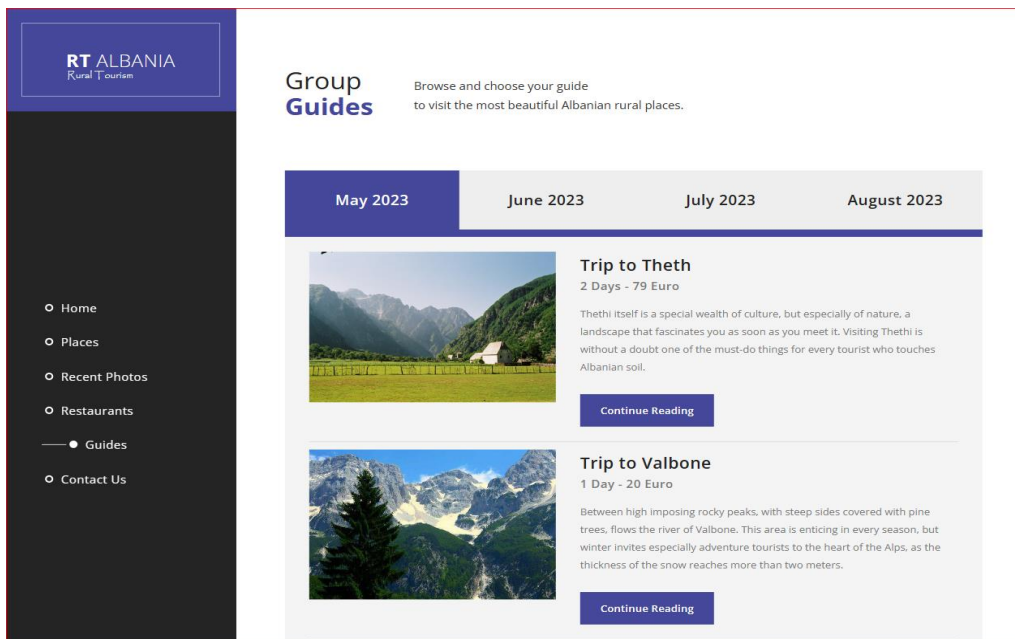 RT ALBANIA
Rural Tourism
Home
Places
Recent Photos
Restaurants
Guides
Contact Us
Group
Guides
Browse and choose your guide
to visit the most beautiful Albanian rural places.
May 2023
June 2023
July 2023
August 2023
Trip to Theth
2 Days - 79 Euro
Thethi itself is a special wealth of culture, but especially of nature, a
landscape that fascinates you as soon as you meet it. Visiting Thethi is
without a doubt one of the must-do things for every tourist who touches
Albanian soil.
Continue Reading
Trip to Valbone
1 Day - 20 Euro
Between high imposing rocky peaks, with steep sides covered with pine
trees, flows the river of Valbone. This area is enticing in every season, but
winter invites especially adventure tourists to the heart of the Alps, as the
thickness of the snow reaches more than two meters.
Continue Reading